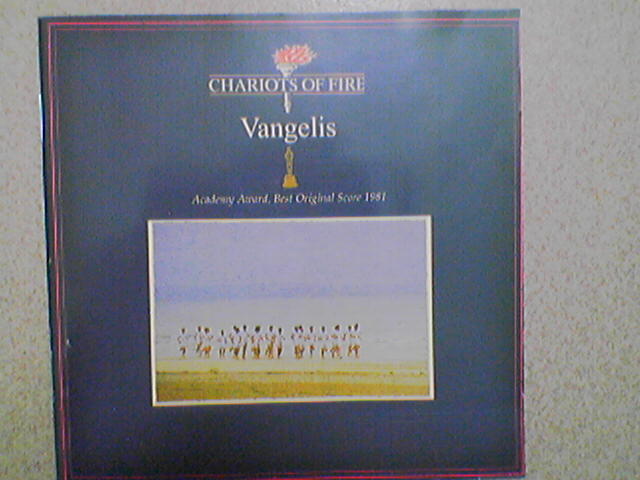 CHARIOTS OF FIRE
Vangelis
Academy Award, Best Original Score 1981